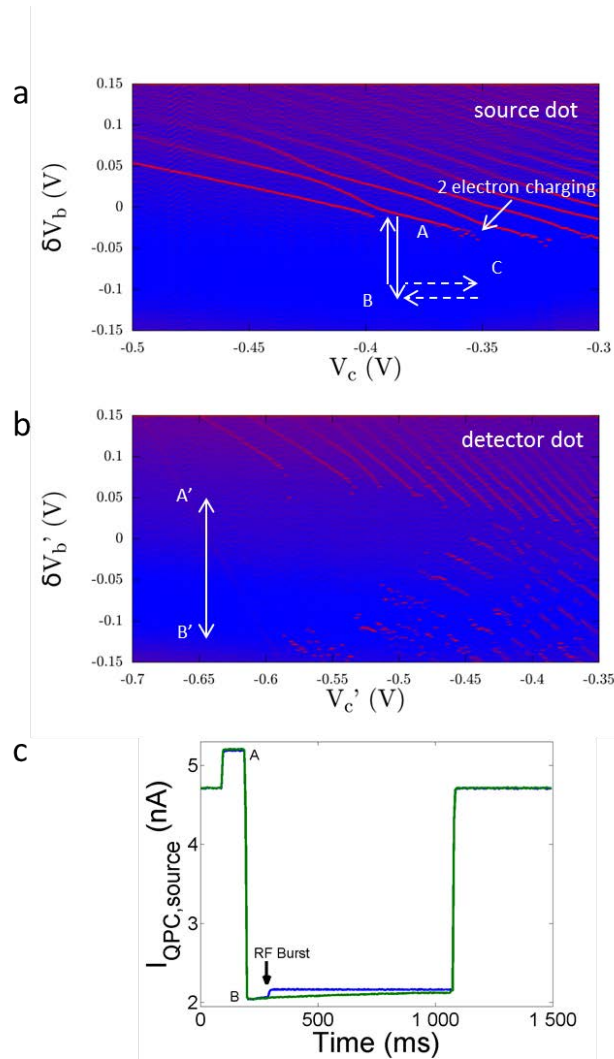 a
source dot
2 electron charging
A
B
C
0.15
0.1
0.05
0
-0.05
-0.1
-0.15
δVb (V)
-0.5
-0.45
-0.4
-0.35
-0.3
Vc (V)
b
detector dot
A'
B'
0.15
0.1
0.05
0
-0.05
-0.1
-0.15
δVb' (V)
-0.7
-0.65
-0.6
-0.55
-0.5
-0.45
-0.4
-0.35
Vc' (V)
c
IQPC,source (nA)
5
4
3
2
A
RF Burst
B
0
500
1 000
1 500
Time (ms)